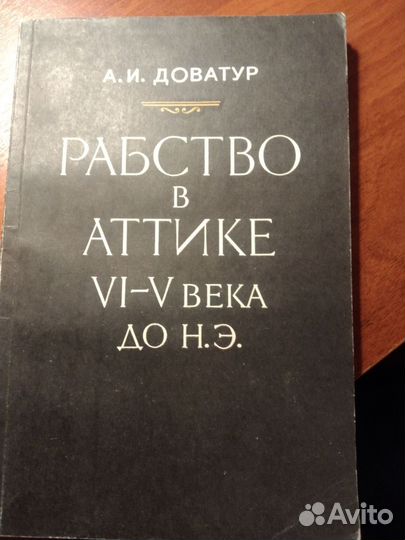 А.И. ДОВАТУР
РАБСТВО
В
АТТИКЕ
VI–V ВЕКА
ДО Н.Э.
Avito